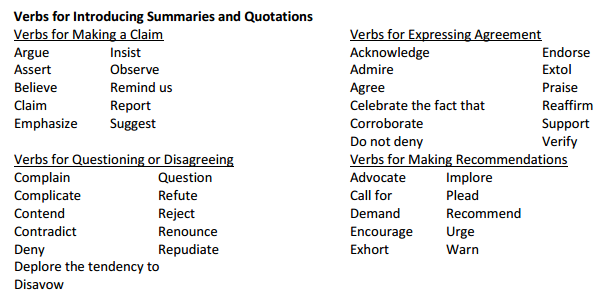 Verbs for Introducing Summaries and Quotations
Verbs for Making a Claim
Argue Insist
Assert Observe
Believe Remind us
Claim Report
Emphasize Suggest
Verbs for Expressing Agreement
Acknowledge Endorse
Admire Extol
Agree Praise
Celebrate the fact that Reaffirm
Corroborate Support
Do not deny Verify
Verbs for Questioning or Disagreeing
Complain Question
Complicate Refute
Contend Reject
Contradict Renounce
Deny Repudiate
Deplore the tendency to
Disavow
Verbs for Making Recommendations
Advocate Implore
Call for Plead
Demand Recommend
Encourage Urge
Exhort Warn